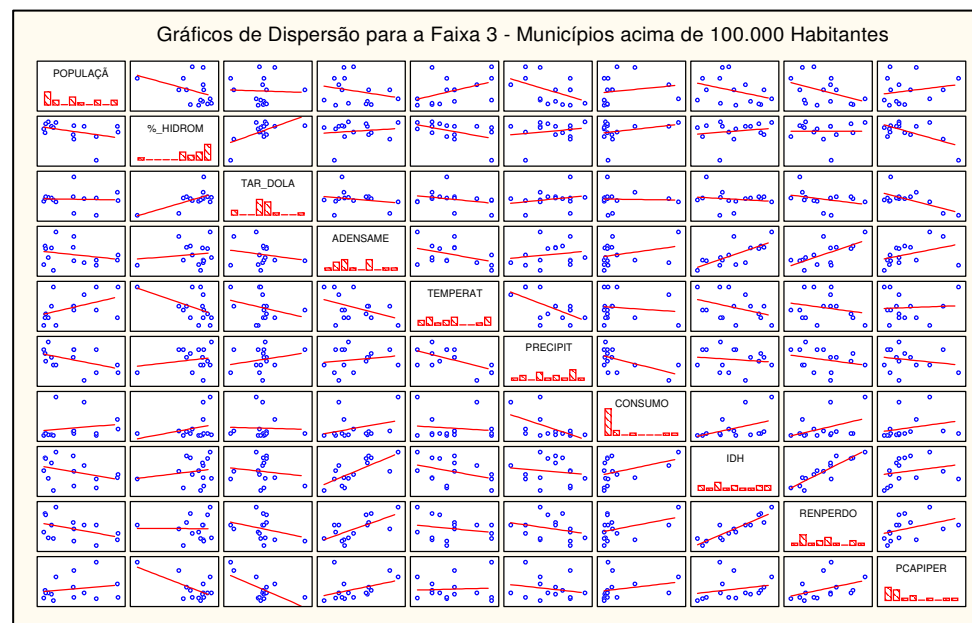 Gráficos de Dispersão para a Faixa 3 - Municípios acima de 100.000 Habitantes
POPULAÇÃ
%_HIDROM
TAR_DOLA
ADENSAME
TEMPERAT
PRECIPIT
CONSUMO
IDH
RENPERDO
PCAPIPER